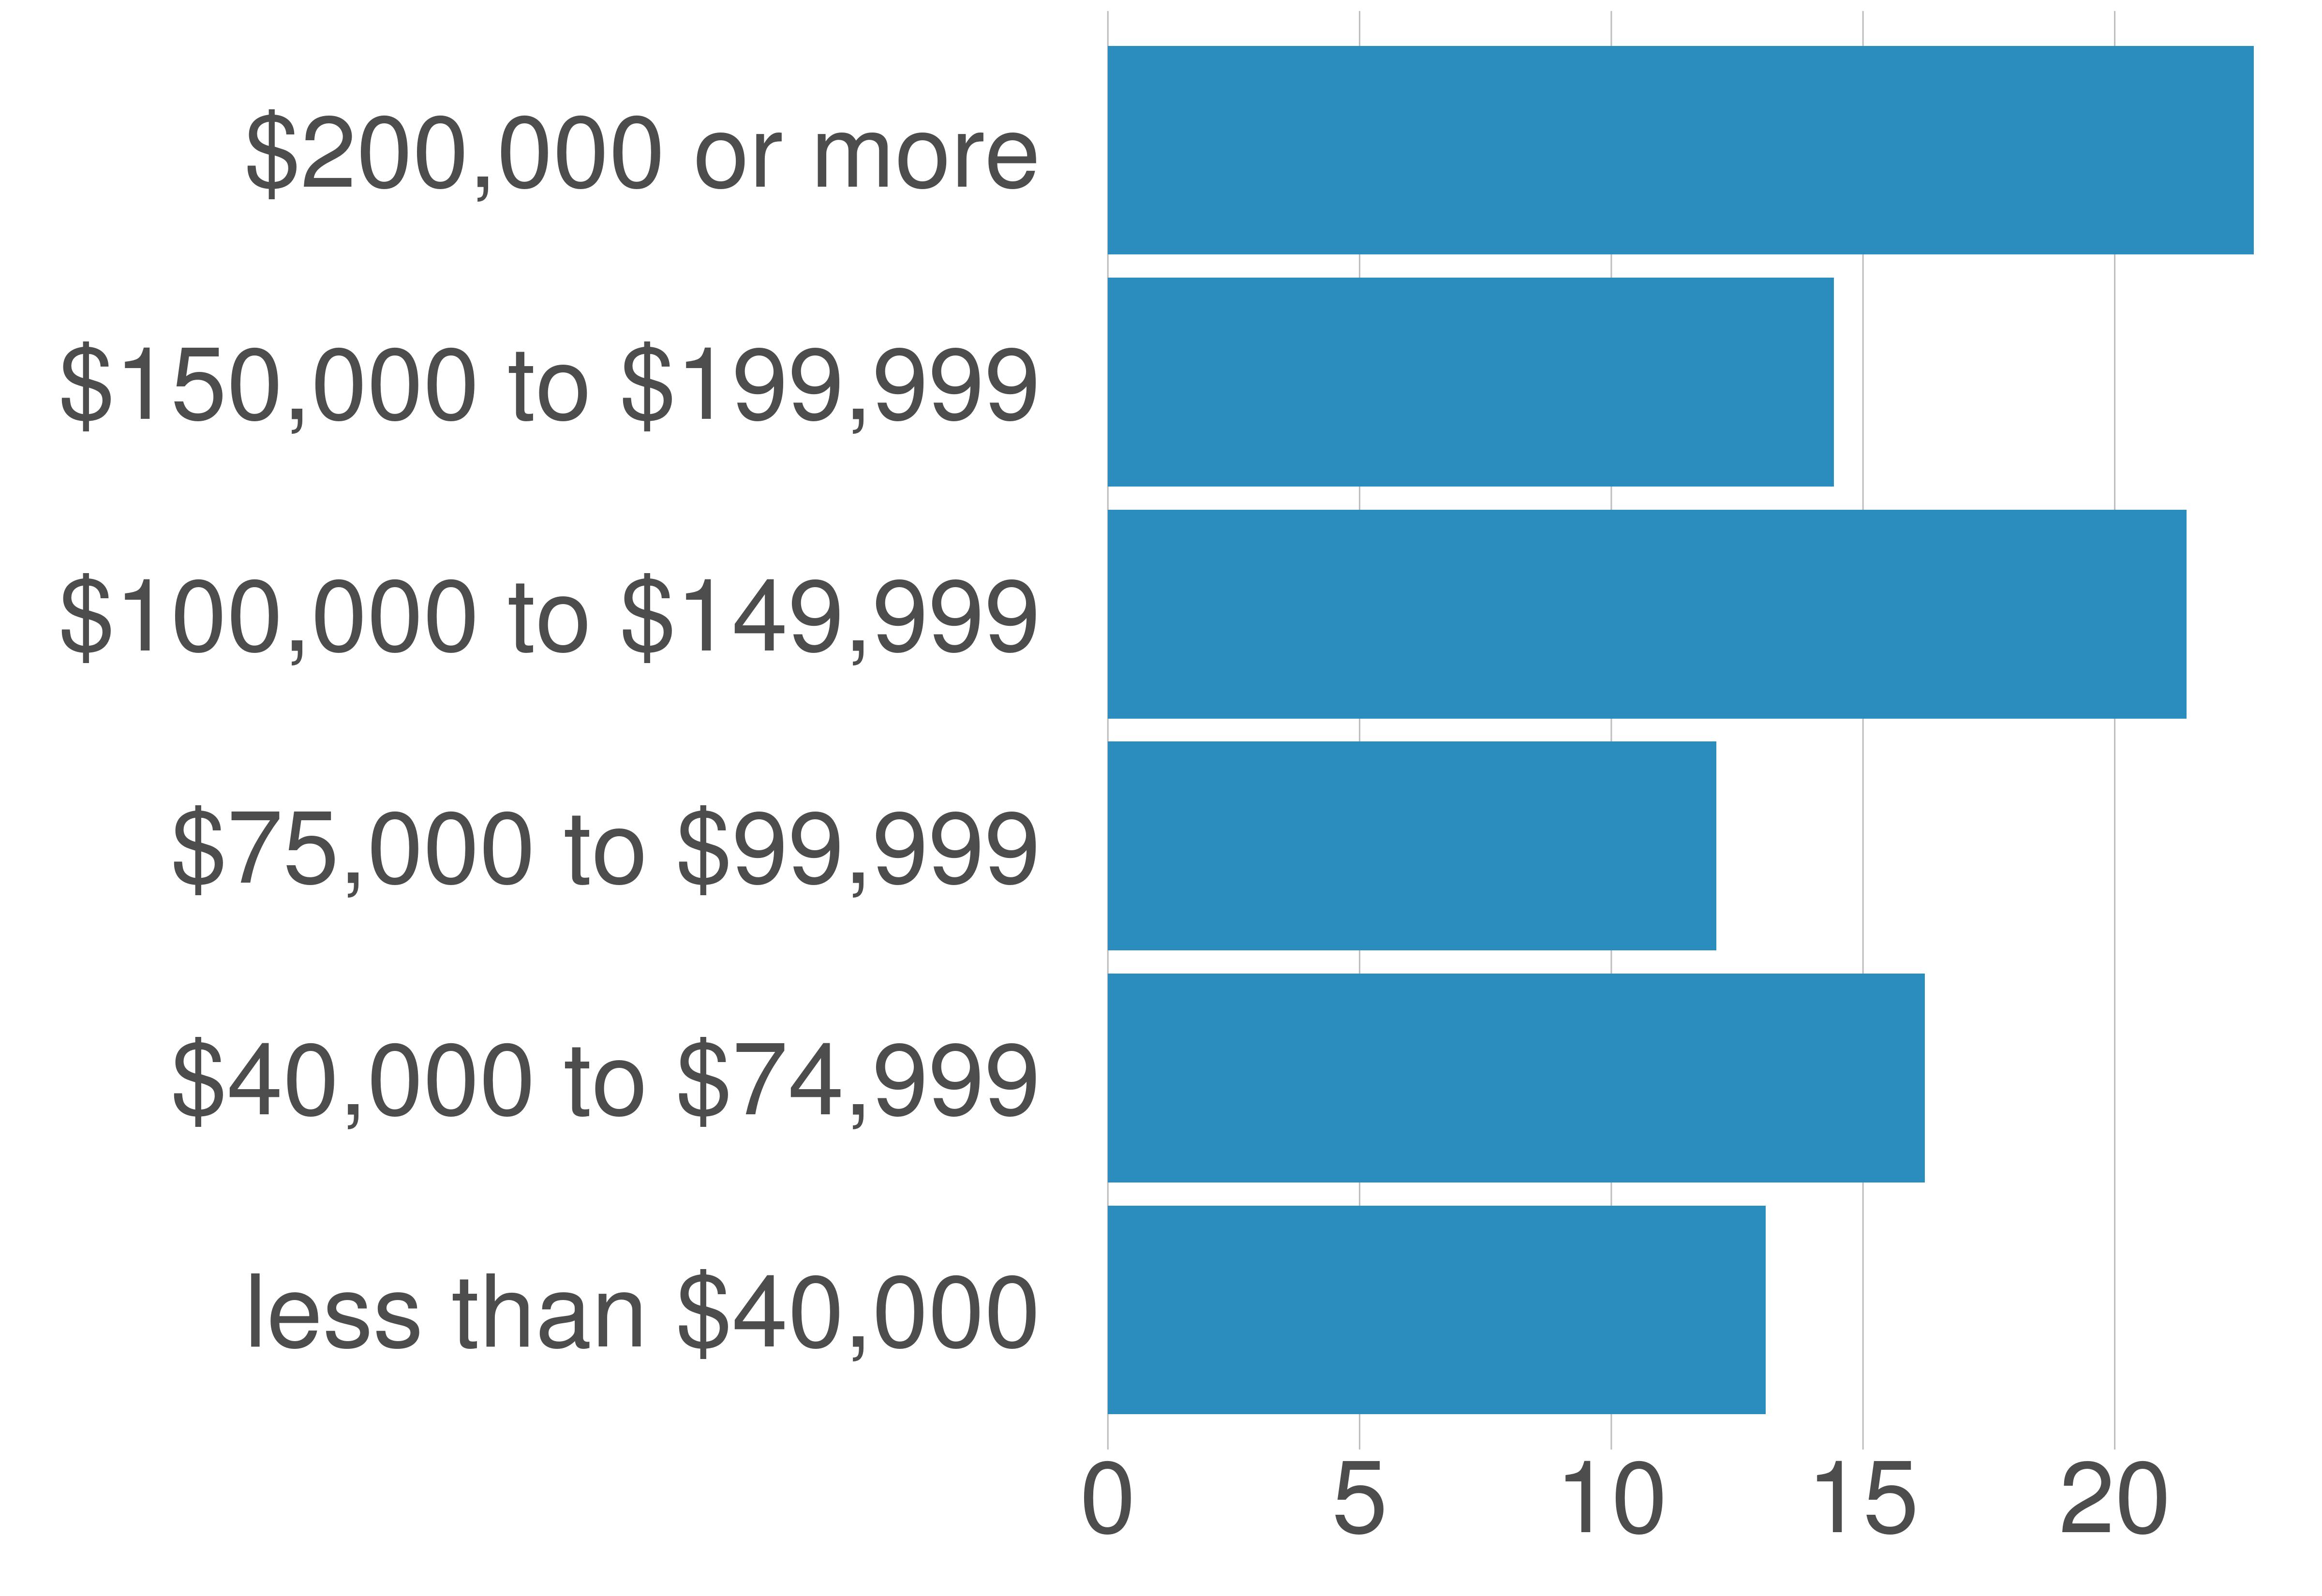 $200,000 or more
$150,000 to $199,999
$100,000 to $149,999
$75,000 to $99,999
$40,000 to $74,999
less than $40,000
0 5 10 15 20